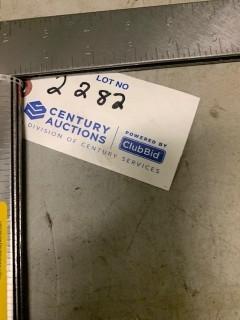 LOT NO
2282
CENTURY
AUCTIONS
DIVISION OF CENTURY SERVICES
POWERED BY
ClubBid